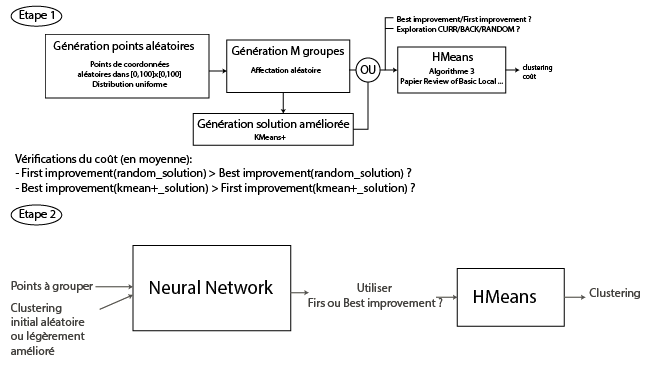 Etape 1
Génération points aléatoires
Points de coordonnées
aléatoires dans [0,100]x[0,100]
Distribution uniforme
Génération M groupes
Affectation aléatoire
OU
Best improvement/First improvement ?
Exploration CURR/BACK/RANDOM ?
HMeans
Algorithme 3
Papier Review of Basic Local ...
clustering
coût
Génération solution améliorée
KMeans+
Vérifications du coût (en moyenne):
- First improvement(random_solution) > Best improvement(random_solution) ?
- Best improvement(kmean+_solution) > First improvement(kmean+_solution) ?
Etape 2
Points à grouper
Clustering
initial aléatoire
ou légèrement
amélioré
Neural Network
Utiliser
Firs ou Best improvement ?
HMeans
Clustering